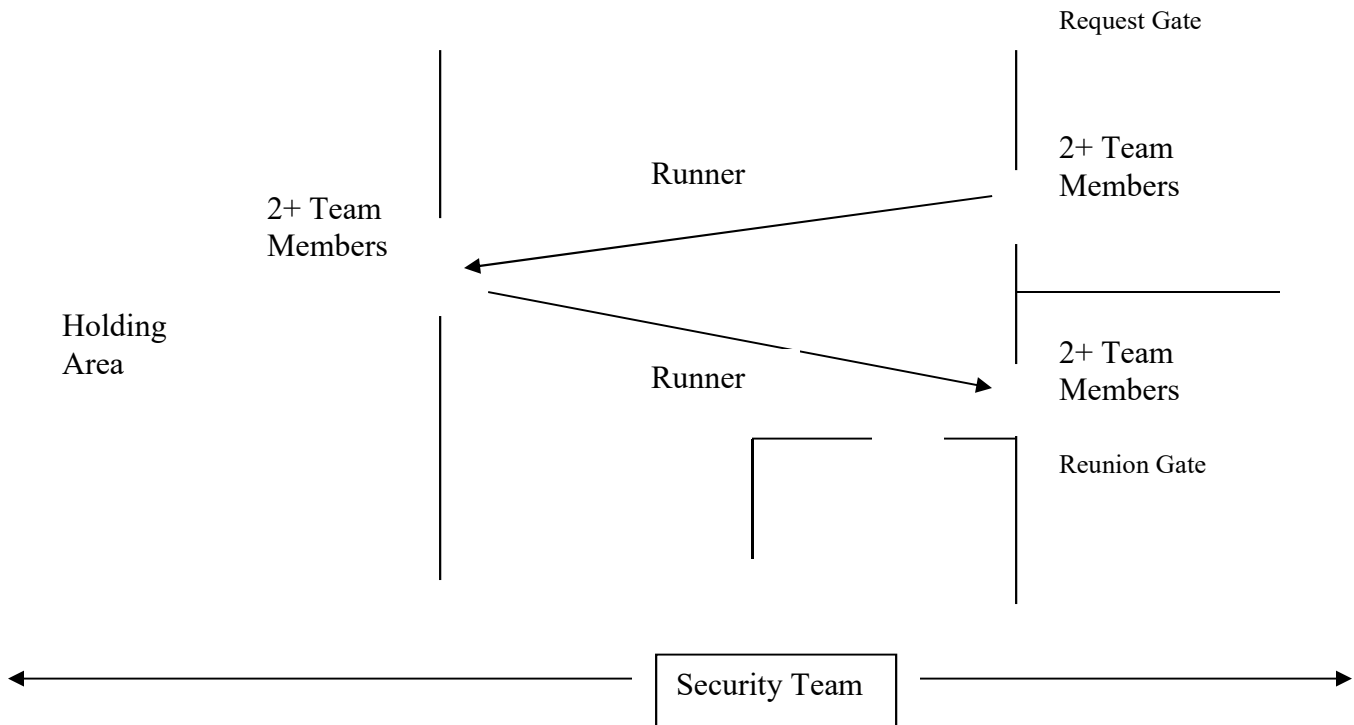 Request Gate
2+ Team
Members
Runner
2+ Team
Members
Holding
Area
2+ Team
Members
Runner
Reunion Gate
Security Team